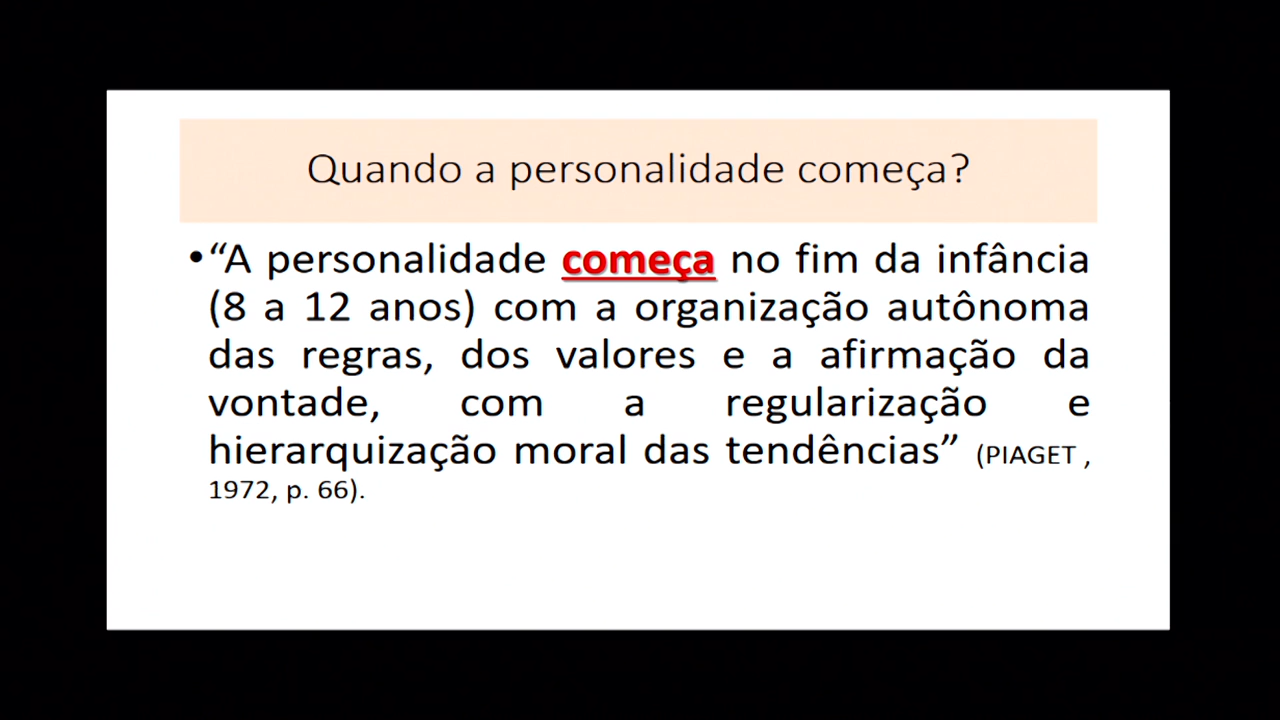 Quando a personalidade começa?
•“A personalidade começa no fim da infância
(8 a 12 anos) com a organização autônoma
das regras, dos valores e a afirmação da
vontade, com a regularização e
hierarquização moral das tendências” (PIAGET ,
1972, p. 66).